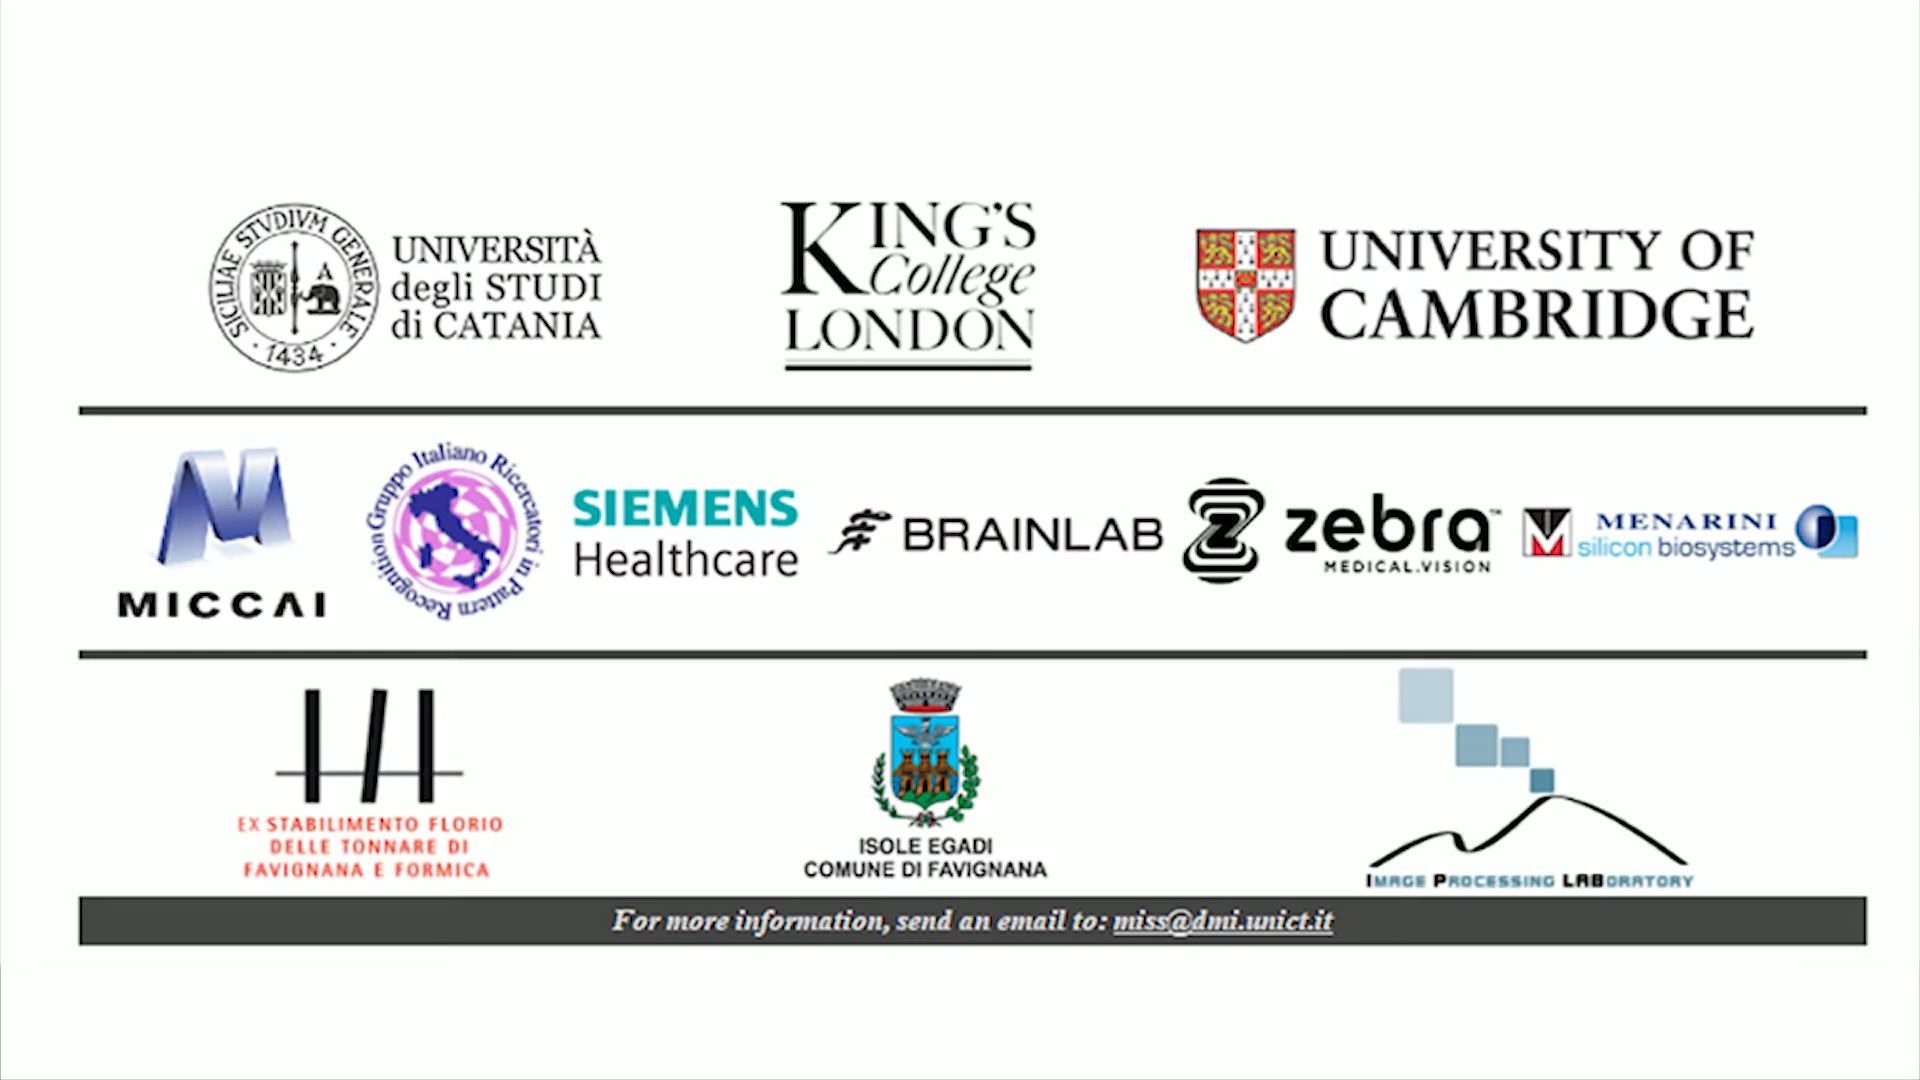 SICILIAE STVDIVM GENERALE
· 1434 ·
A
UNIVERSITÀ
degli STUDI
di CATANIA
KING'S
College
LONDON
UNIVERSITY OF
CAMBRIDGE
MICCAI
Gruppo Italiano Ricercatori in Pattern Recognition
SIEMENS
Healthcare
BRAINLAB
Z
zebra™
MEDICAL.VISION
M
MENARINI
silicon biosystems
EX STABILIMENTO FLORIO
DELLE TONNARE DI
FAVIGNANA E FORMICA
ISOLE EGADI
COMUNE DI FAVIGNANA
IMAGE PROCESSING LABORATORY
For more information, send an email to: miss@dmi.unict.it